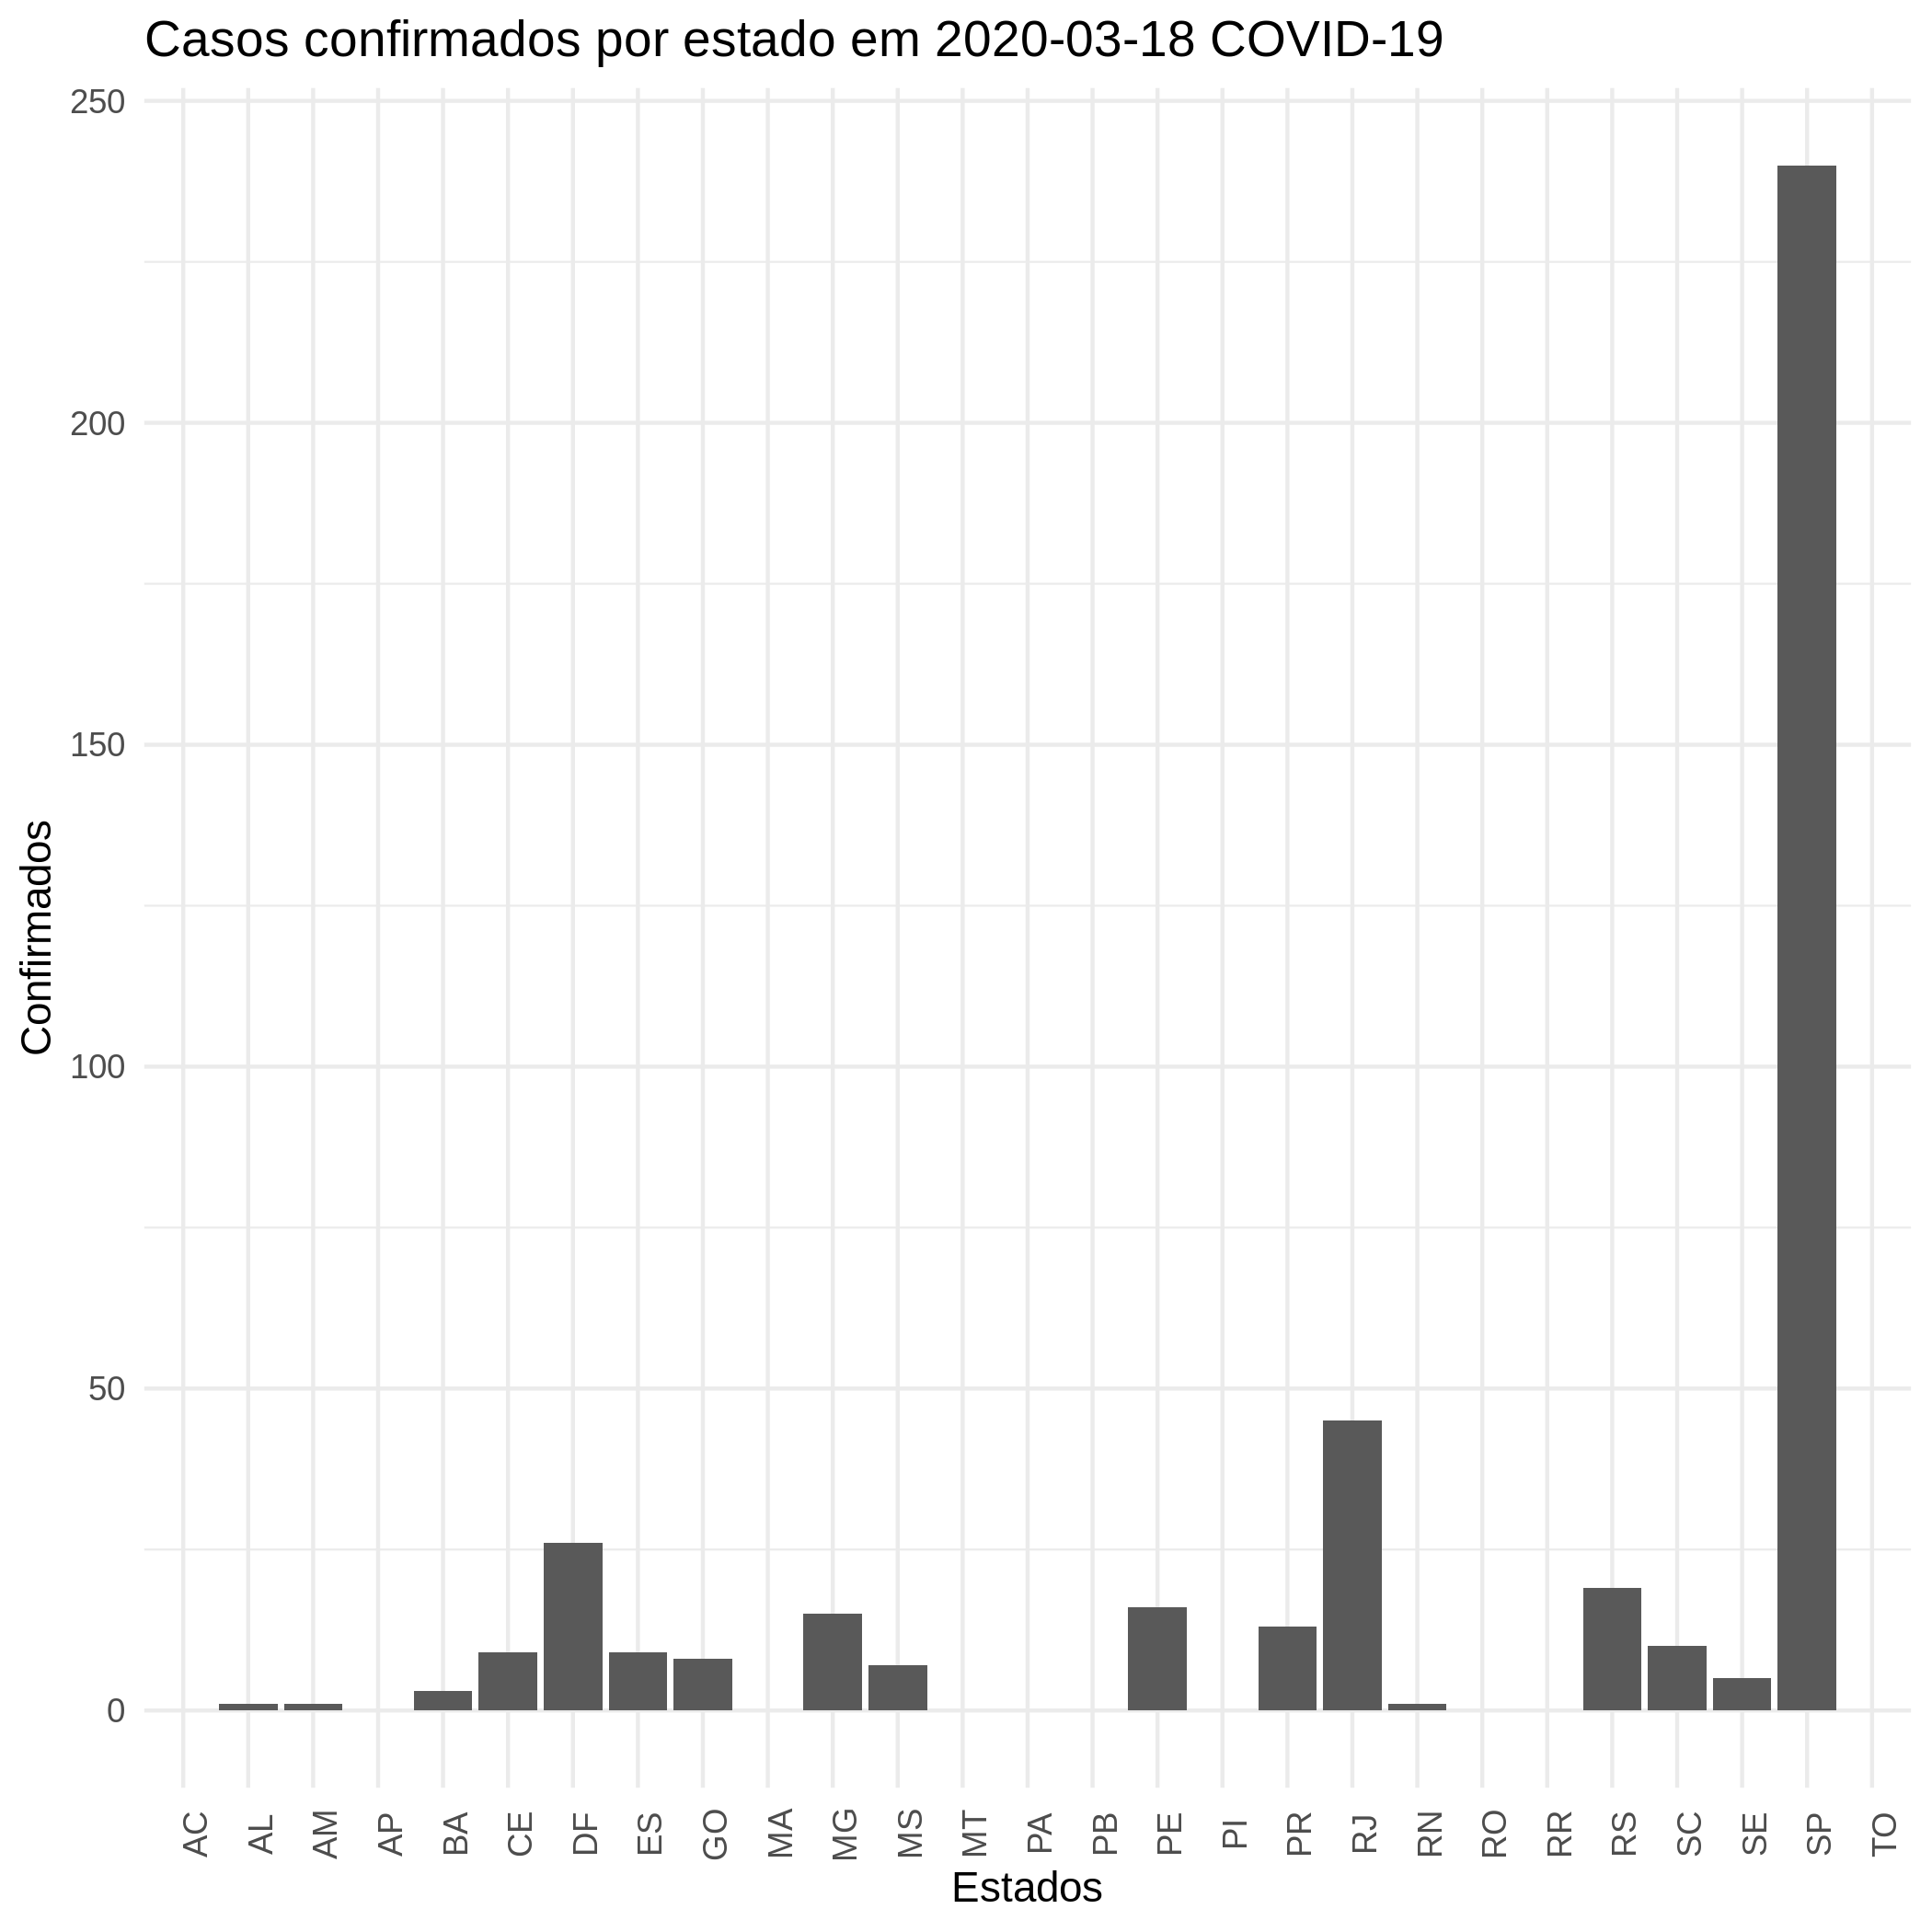 Casos confirmados por estado em 2020-03-18 COVID-19
250
200
150
100
50
0
Confirmados
AC AL AM AP BA CE DF ES GO MA MG MS MT PA PB PE PI PR RJ RN RO RR RS SC SE SP TO
Estados